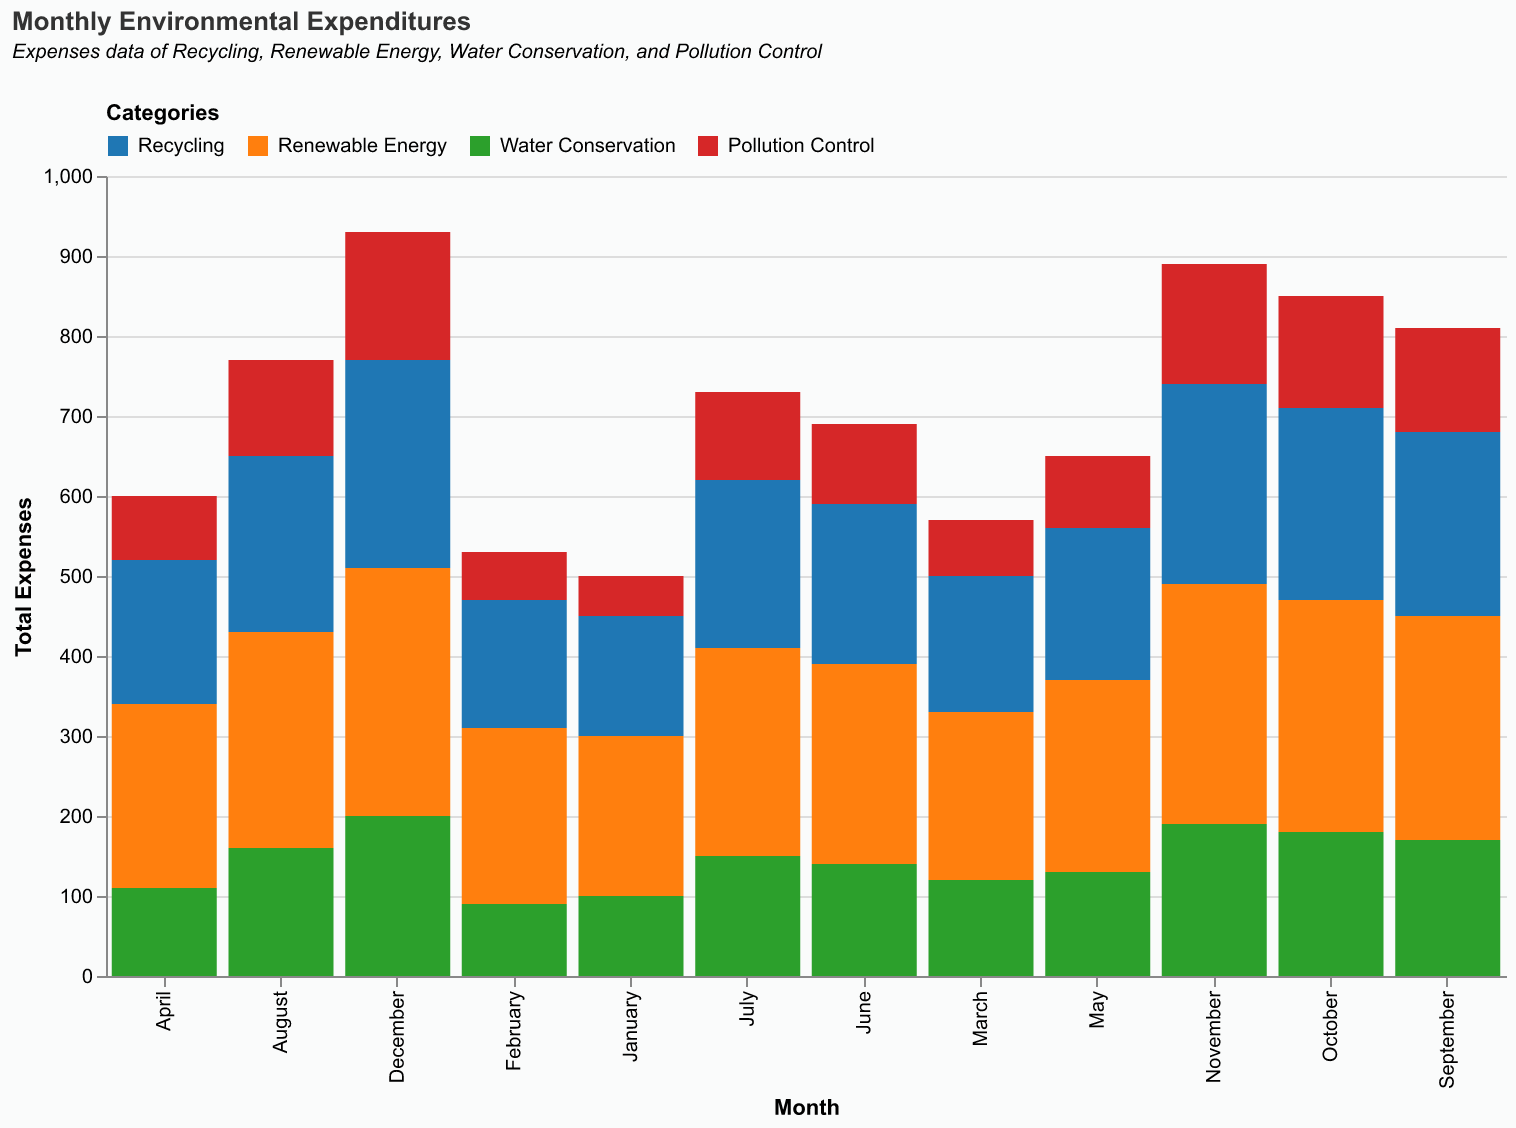 Monthly Environmental Expenditures
Expenses data of Recycling, Renewable Energy, Water Conservation, and Pollution Control
Categories
Recycling
Renewable Energy
Water Conservation
Pollution Control
1,000
900
800
700
600
500
400
300
200
100
0
Total Expenses
April
August
December
February
January
July
June
March
May
November
October
September
Month